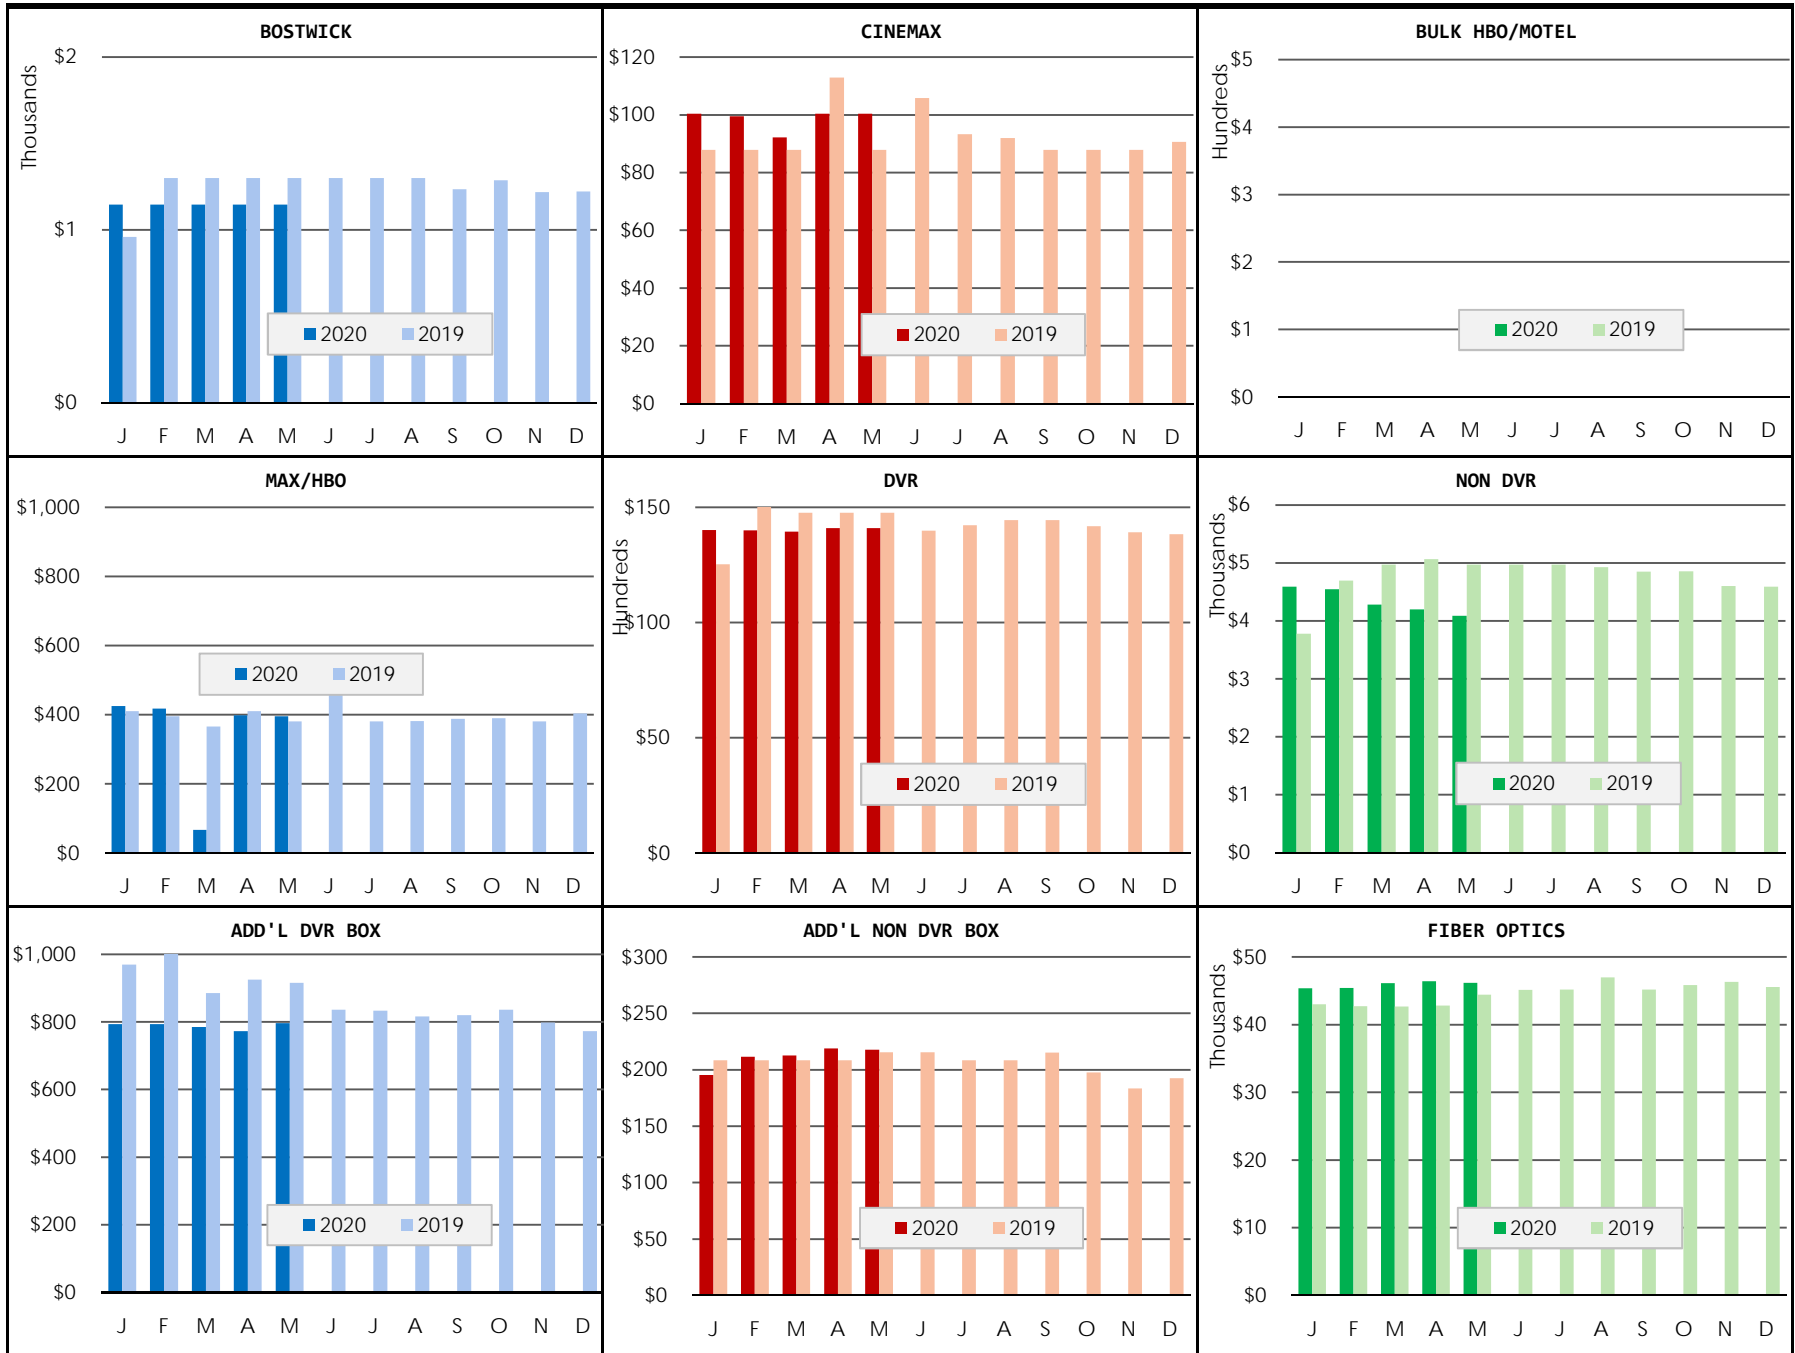 BOSTWICK
Thousands
$2
$1
$0
2020 2019
J F M A M J J A S O N D
CINEMAX
$120
$100
$80
$60
$40
$20
$0
2020 2019
J F M A M J J A S O N D
BULK HBO/MOTEL
Hundreds
$5
$4
$3
$2
$1
$0
2020 2019
J F M A M J J A S O N D
MAX/HBO
$1,000
$800
$600
$400
$200
$0
2020 2019
J F M A M J J A S O N D
DVR
Hundreds
$150
$100
$50
$0
2020 2019
J F M A M J J A S O N D
NON DVR
Thousands
$6
$5
$4
$3
$2
$1
$0
2020 2019
J F M A M J J A S O N D
ADD'L DVR BOX
$1,000
$800
$600
$400
$200
$0
2020 2019
J F M A M J J A S O N D
ADD'L NON DVR BOX
$300
$250
$200
$150
$100
$50
$0
2020 2019
J F M A M J J A S O N D
FIBER OPTICS
Thousands
$50
$40
$30
$20
$10
$0
2020 2019
J F M A M J J A S O N D